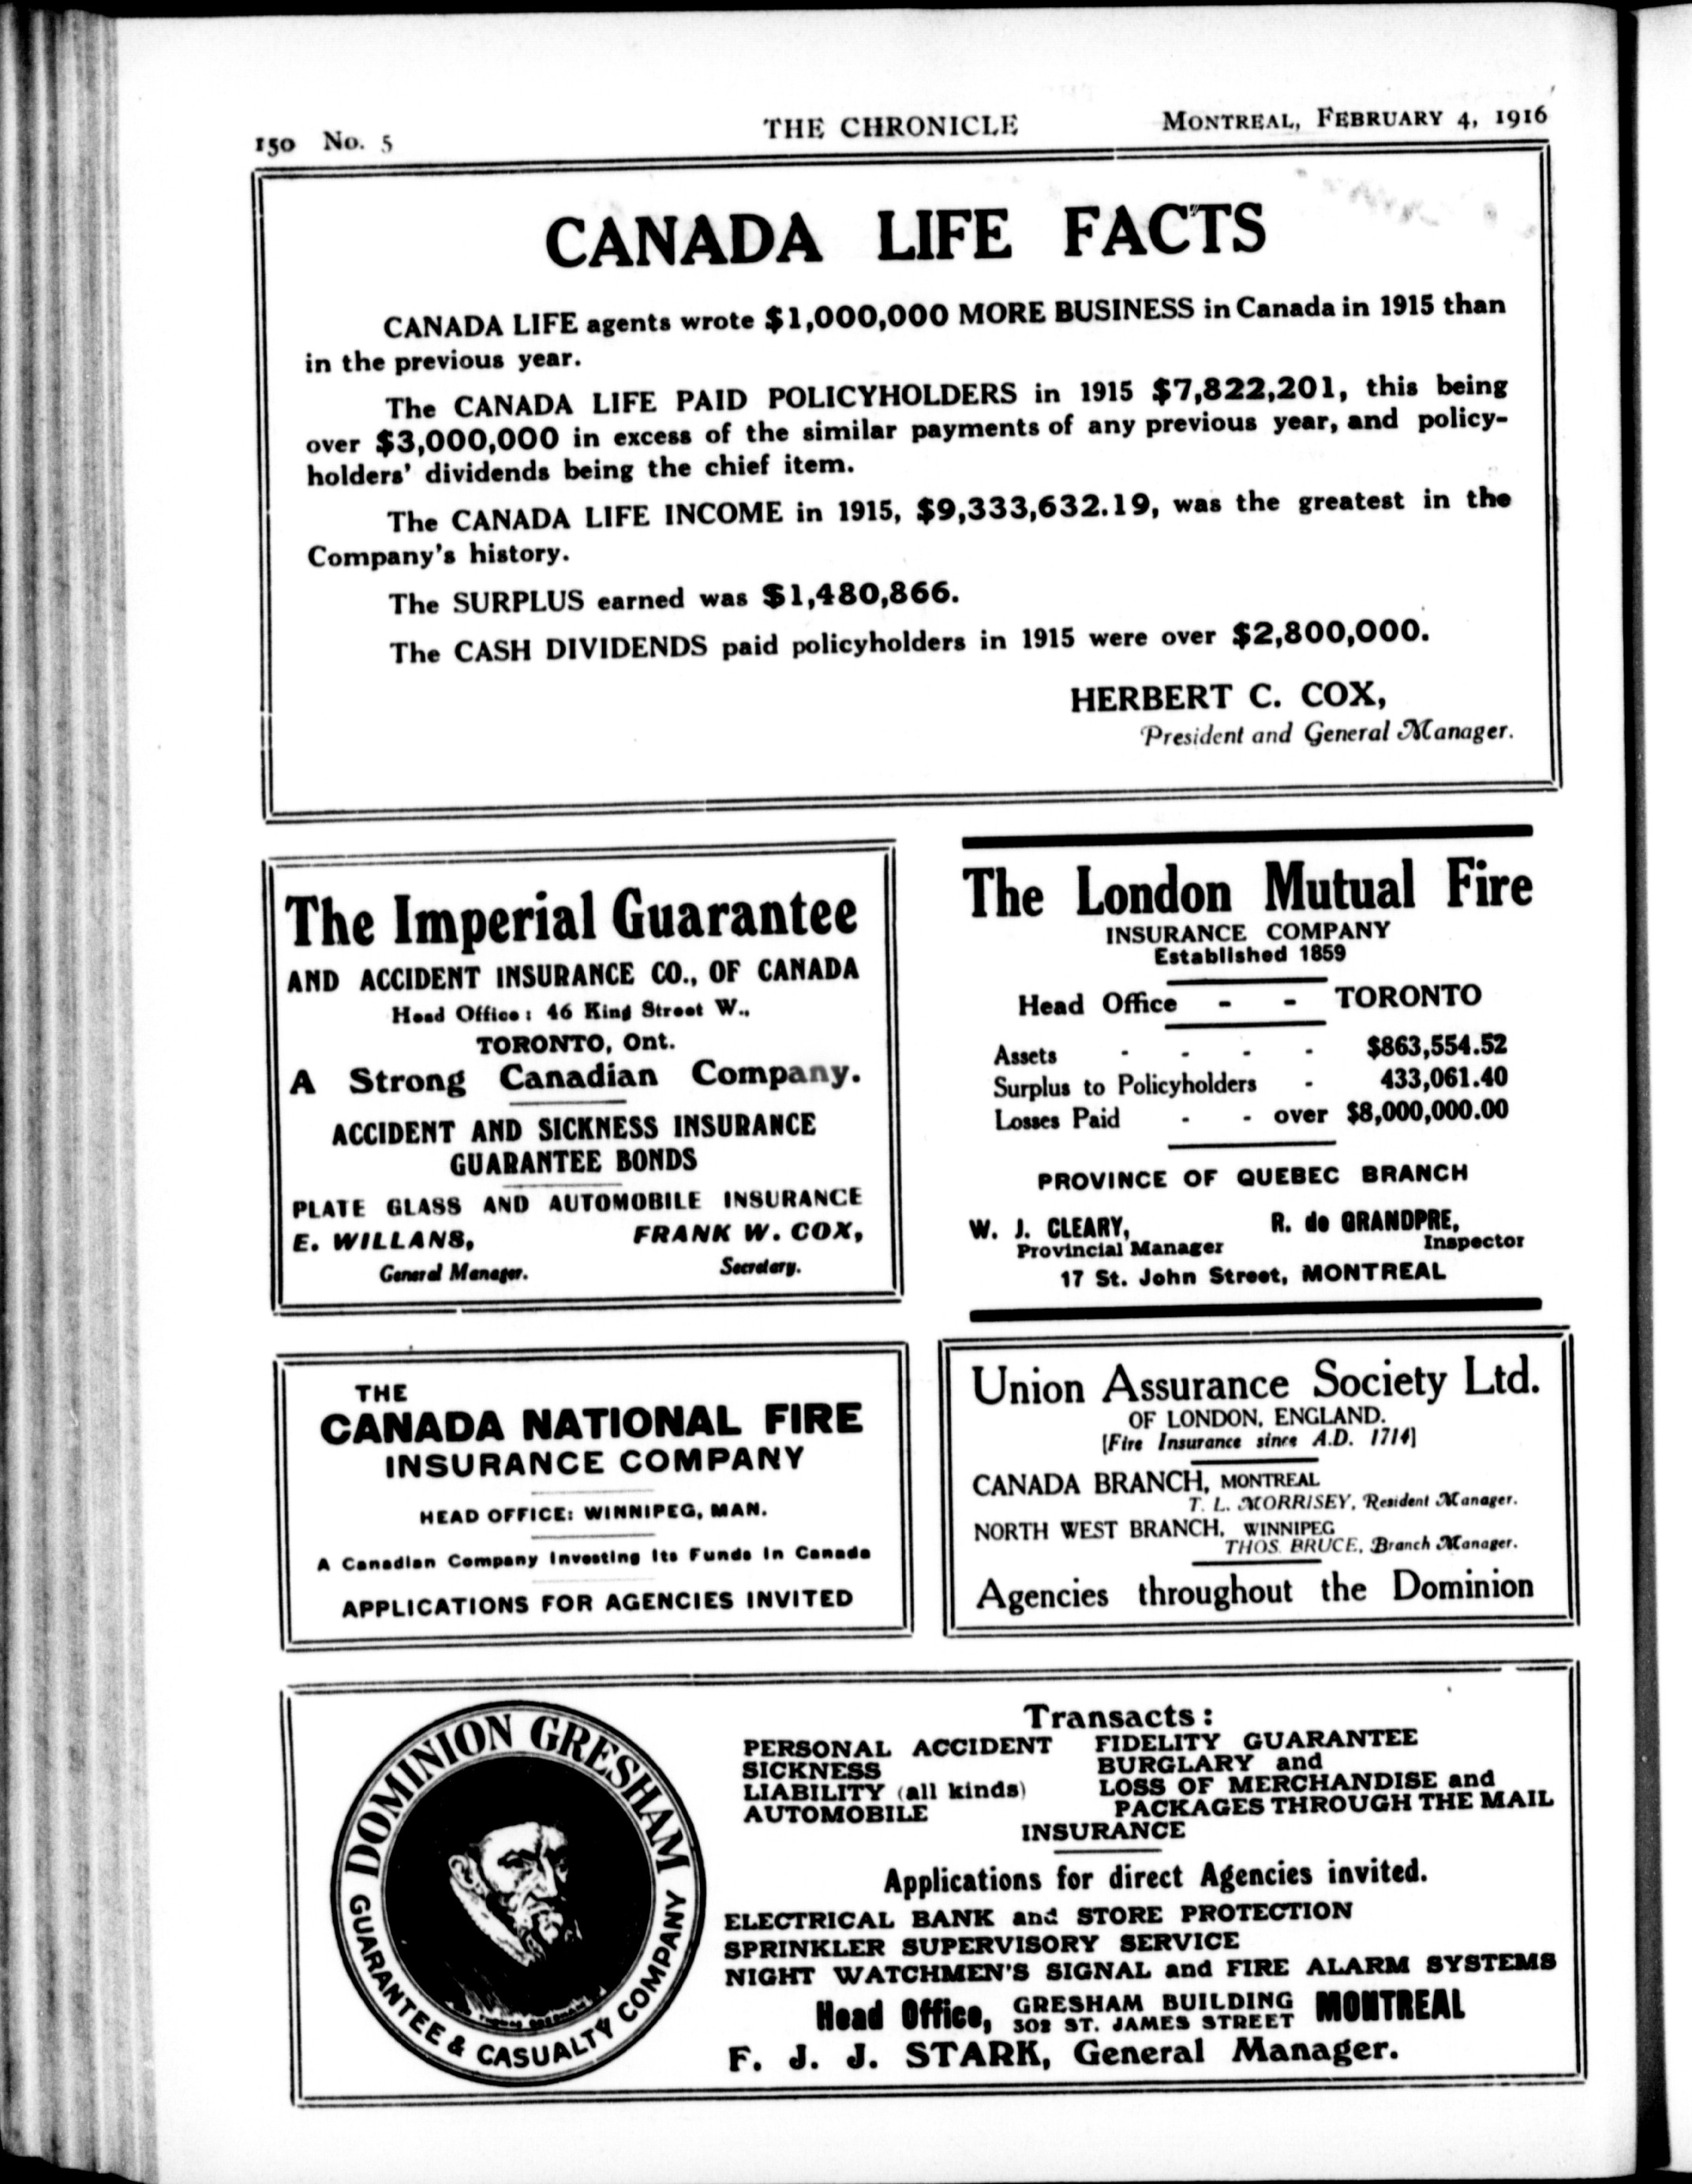 150 No. 5
THE CHRONICLE
MONTREAL, FEBRUARY 4, 1916
CANADA LIFE FACTS
CANADA LIFE agents wrote $1,000,000 MORE BUSINESS in Canada in 1915 than
in the previous year.
The CANADA LIFE PAID POLICYHOLDERS in 1915 $7,822,201, this being
over $3,000,000 in excess of the similar payments of any previous year, and policy-
holders' dividends being the chief item.
The CANADA LIFE INCOME in 1915, $9,333,632.19, was the greatest in the
Company's history.
The SURPLUS earned was $1,480,866.
The CASH DIVIDENDS paid policyholders in 1915 were over $2,800,000.
HERBERT C. COX,
President and General Manager.
The Imperial Guarantee
AND ACCIDENT INSURANCE CO., OF CANADA
Head Office: 46 King Street W.,
TORONTO, Ont.
A Strong Canadian Company.
ACCIDENT AND SICKNESS INSURANCE
GUARANTEE BONDS
PLATE GLASS AND AUTOMOBILE INSURANCE
E. WILLANS, FRANK W. COX,
General Manager. Secretary.
The London Mutual Fire
INSURANCE COMPANY
Established 1859
Head Office - - TORONTO
Assets - - - - $863,554.52
Surplus to Policyholders - 433,061.40
Losses Paid - - over $8,000,000.00
PROVINCE OF QUEBEC BRANCH
W. J. CLEARY, R. de GRANDPRE,
Provincial Manager Inspector
17 St. John Street, MONTREAL
THE
CANADA NATIONAL FIRE
INSURANCE COMPANY
HEAD OFFICE: WINNIPEG, MAN.
A Canadian Company Investing Its Funds In Canada
APPLICATIONS FOR AGENCIES INVITED
Union Assurance Society Ltd.
OF LONDON, ENGLAND.
[Fire Insurance since A.D. 1714]
CANADA BRANCH, MONTREAL
T. L. MORRISEY, Resident Manager.
NORTH WEST BRANCH, WINNIPEG
THOS. BRUCE, Branch Manager.
Agencies throughout the Dominion
DOMINION GRESHAM
GUARANTEE & CASUALTY COMPANY
THOMAS GRESHAM
Transacts:
PERSONAL ACCIDENT FIDELITY GUARANTEE
SICKNESS BURGLARY and
LIABILITY (all kinds) LOSS OF MERCHANDISE and
AUTOMOBILE PACKAGES THROUGH THE MAIL
INSURANCE
Applications for direct Agencies invited.
ELECTRICAL BANK and STORE PROTECTION
SPRINKLER SUPERVISORY SERVICE
NIGHT WATCHMEN'S SIGNAL and FIRE ALARM SYSTEMS
Head Office, GRESHAM BUILDING MONTREAL
302 ST. JAMES STREET
F. J. J. STARK, General Manager.